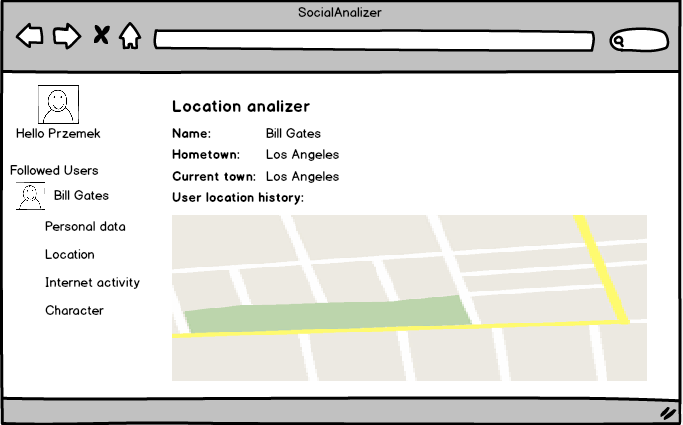 SocialAnalizer
Hello Przemek
Followed Users
Bill Gates
Personal data
Location
Internet activity
Character
Location analizer
Name: Bill Gates
Hometown: Los Angeles
Current town: Los Angeles
User location history: